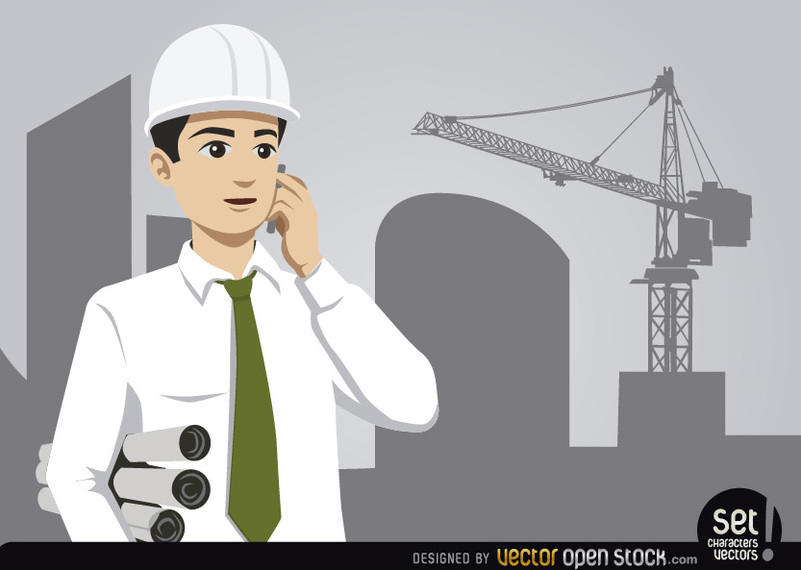 set!
characters
vectors
DESIGNED BY vector open stock.com